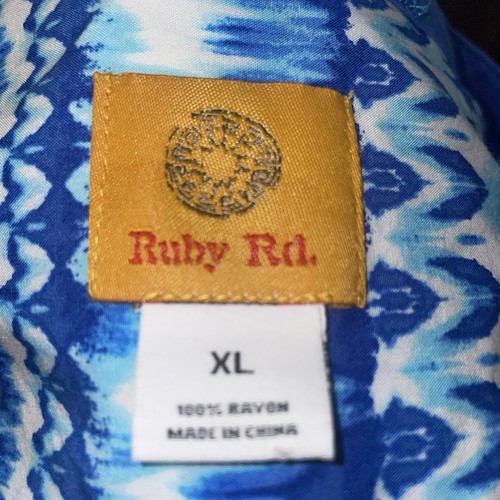 Ruby Rd.
XL
100% RAYON
MADE IN CHINA